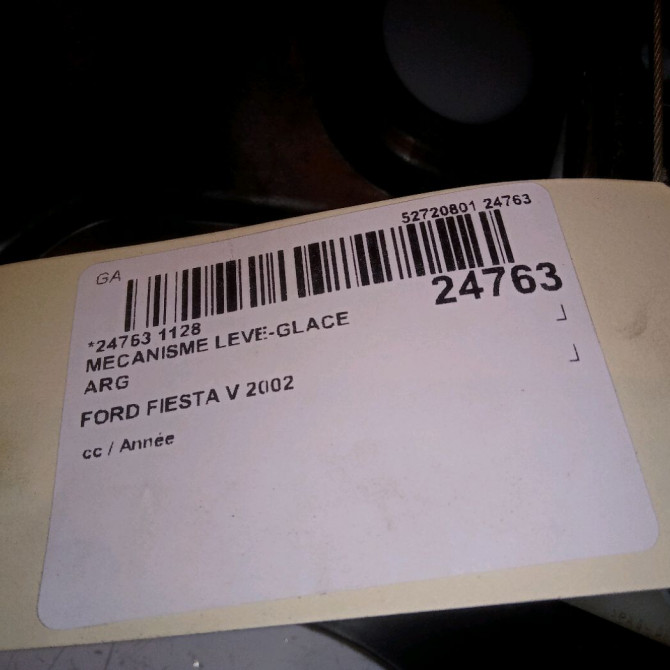 52720801 24763
GA
24763
*24763 1128
MECANISME LEVE-GLACE
ARG
FORD FIESTA V 2002
cc / Année